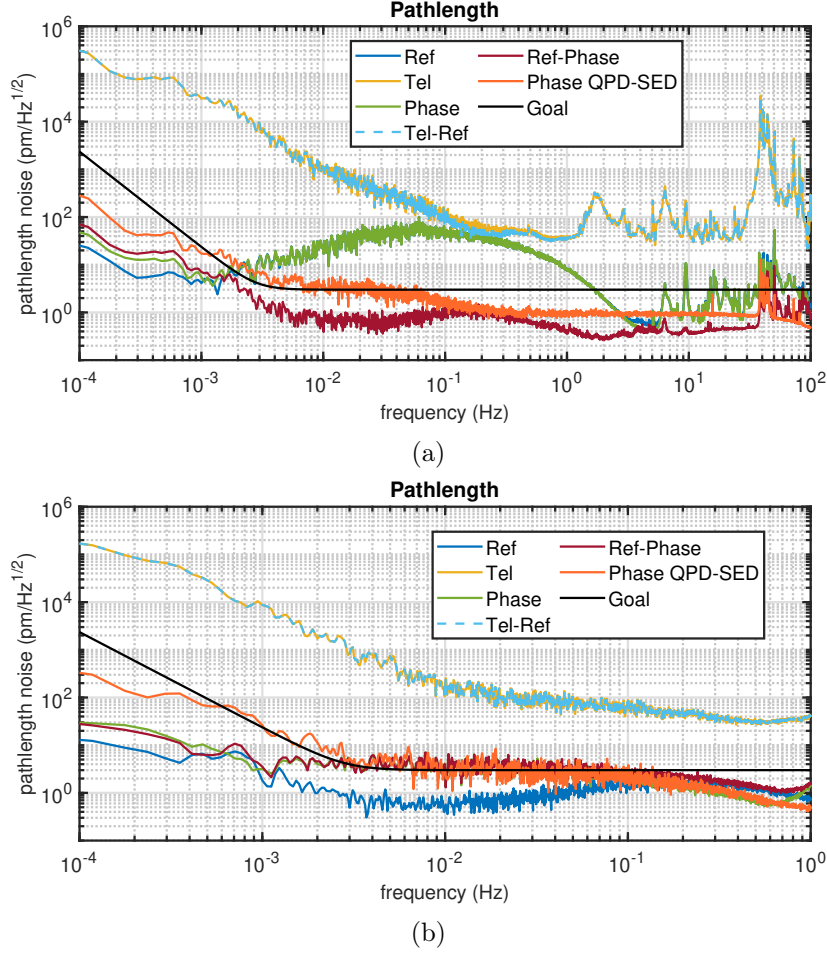 Pathlength
pathlength noise (pm/Hz^{1/2})
10^6
10^4
10^2
10^0
Ref
Tel
Phase
Tel-Ref
Ref-Phase
Phase QPD-SED
Goal
10^{-4} 10^{-3} 10^{-2} 10^{-1} 10^0 10^1 10^2
frequency (Hz)
(a)
Pathlength
pathlength noise (pm/Hz^{1/2})
10^6
10^4
10^2
10^0
Ref
Tel
Phase
Tel-Ref
Ref-Phase
Phase QPD-SED
Goal
10^{-4} 10^{-3} 10^{-2} 10^{-1} 10^0
frequency (Hz)
(b)